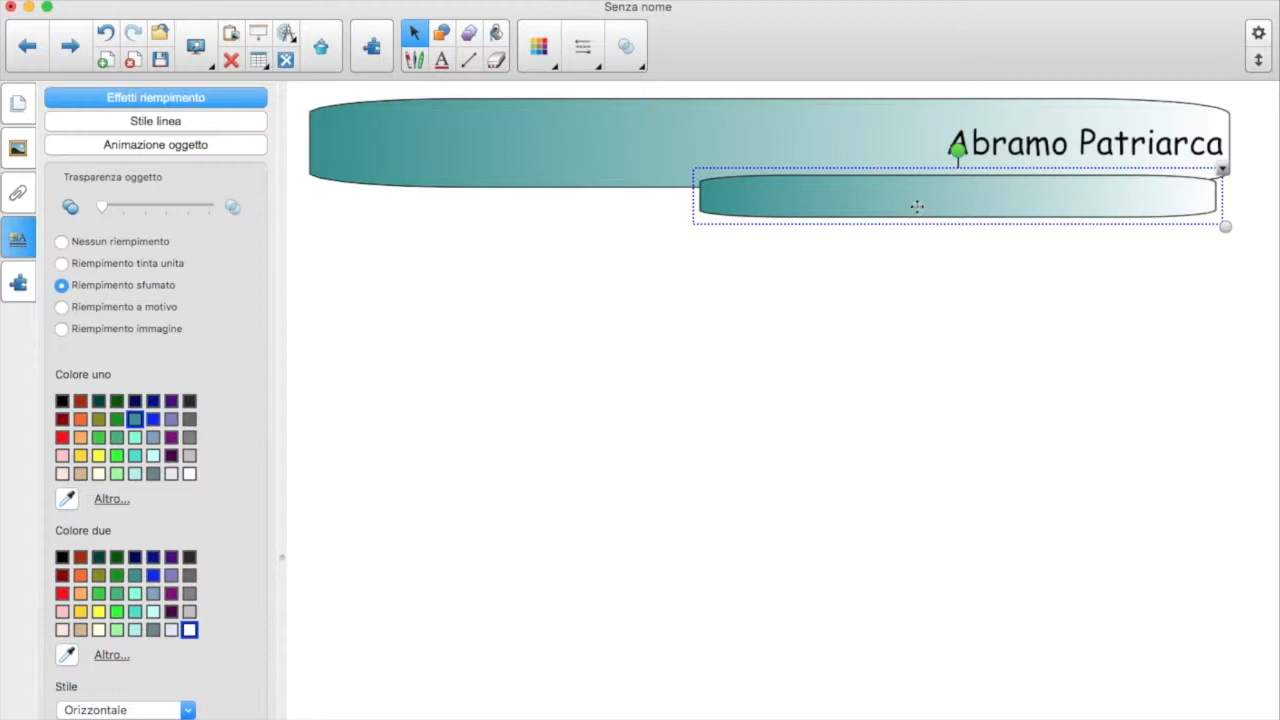 Senza nome
Effetti riempimento
Stile linea
Animazione oggetto
Trasparenza oggetto
Nessun riempimento
Riempimento tinta unita
Riempimento sfumato
Riempimento a motivo
Riempimento immagine
Colore uno
Altro...
Colore due
Altro...
Stile
Orizzontale
Abramo Patriarca